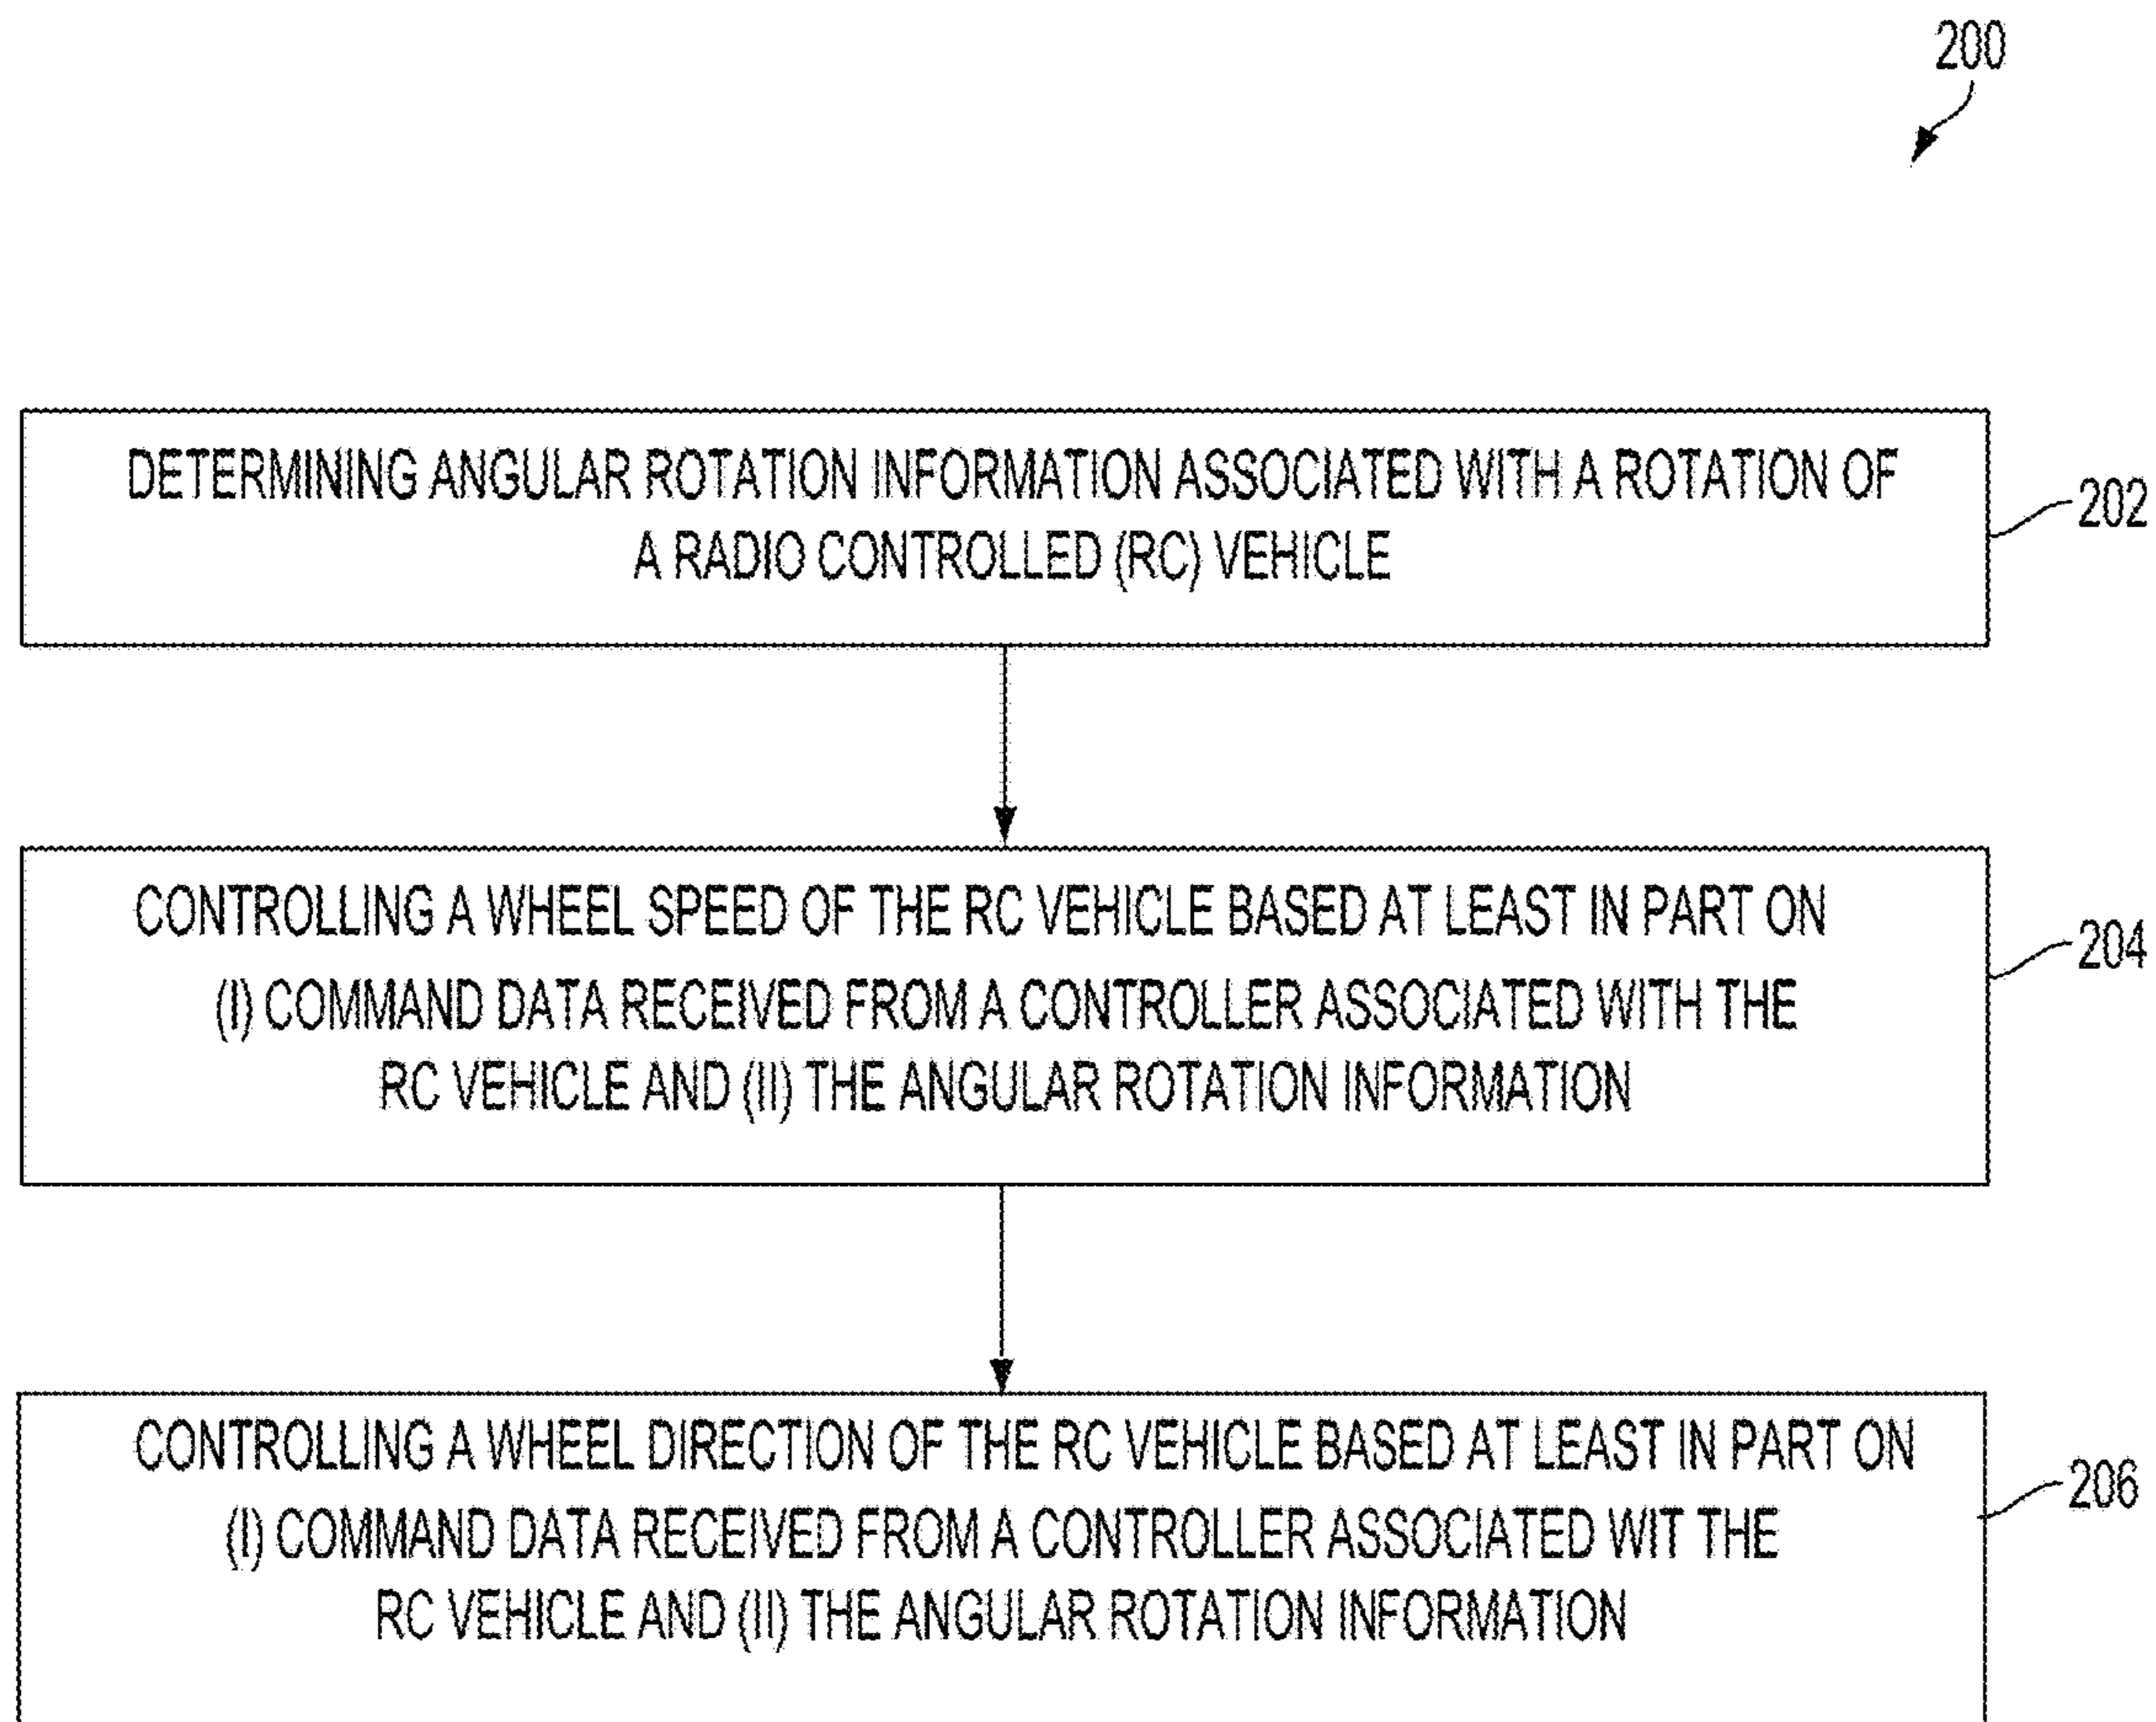 200
DETERMINING ANGULAR ROTATION INFORMATION ASSOCIATED WITH A ROTATION OF
A RADIO CONTROLLED (RC) VEHICLE
202
CONTROLLING A WHEEL SPEED OF THE RC VEHICLE BASED AT LEAST IN PART ON
(I) COMMAND DATA RECEIVED FROM A CONTROLLER ASSOCIATED WITH THE
RC VEHICLE AND (II) THE ANGULAR ROTATION INFORMATION
204
CONTROLLING A WHEEL DIRECTION OF THE RC VEHICLE BASED AT LEAST IN PART ON
(I) COMMAND DATA RECEIVED FROM A CONTROLLER ASSOCIATED WIT THE
RC VEHICLE AND (II) THE ANGULAR ROTATION INFORMATION
206